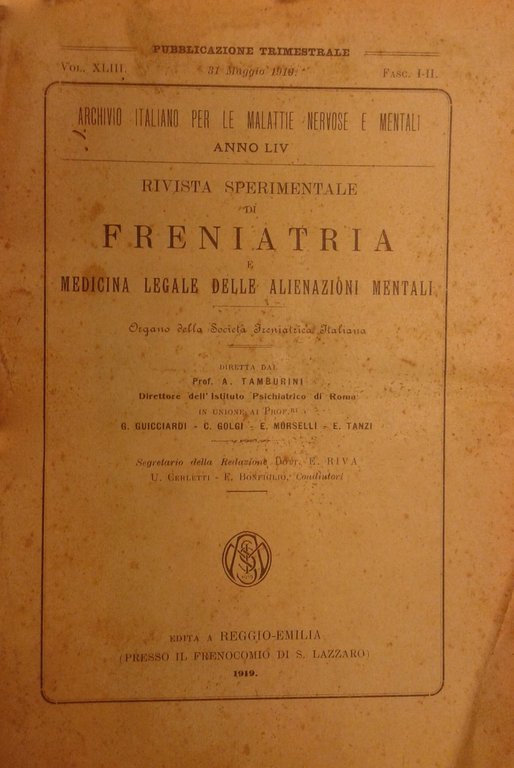 PUBBLICAZIONE TRIMESTRALE
VOL. XLIII. 31 Maggio 1919. FASC. I-II.
ARCHIVIO ITALIANO PER LE MALATTIE NERVOSE E MENTALI
ANNO LIV
RIVISTA SPERIMENTALE
DI
FRENIATRIA
E
MEDICINA LEGALE DELLE ALIENAZIONI MENTALI
Organo della Società Freniatrica Italiana
DIRETTA DAL
Prof. A. TAMBURINI
Direttore dell'Istituto Psichiatrico di Roma
IN UNIONE AI PROF.RI
G. GUICCIARDI - C. GOLGI - E. MORSELLI - E. TANZI
Segretario della Redazione Dott. E. RIVA
U. CERLETTI - E. BONFIGLIO, Coadiutori
EDITA A REGGIO-EMILIA
(PRESSO IL FRENOCOMIO DI S. LAZZARO)
1919.